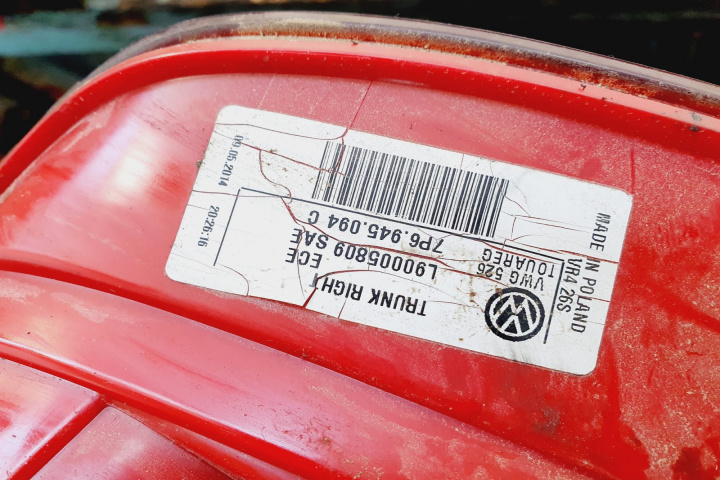 TRUNK RIGHT
VWG 526
TOUAREG
ECE
L90005809 SAE
7P6.945.094 C
MADE IN POLAND
VR4 26S
09.05.2014
20:26:16